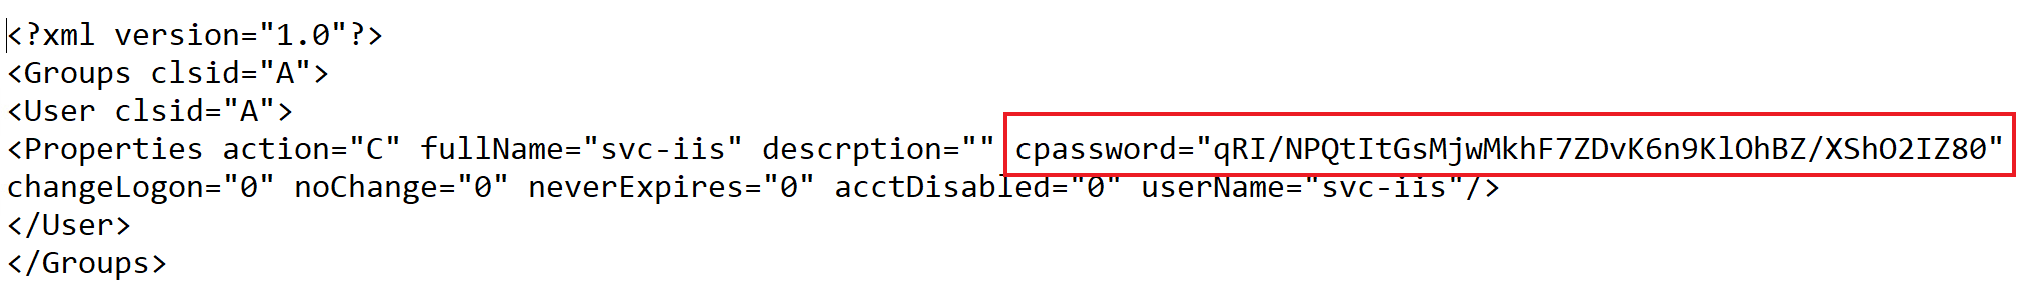 <?xml version="1.0"?>
<Groups clsid="A">
<User clsid="A">
<Properties action="C" fullName="svc-iis" descrption="" cpassword="qRI/NPQtItGsMjwMkhF7ZDvK6n9KlOhBZ/XShO2IZ80"
changeLogon="0" noChange="0" neverExpires="0" acctDisabled="0" userName="svc-iis"/>
</User>
</Groups>